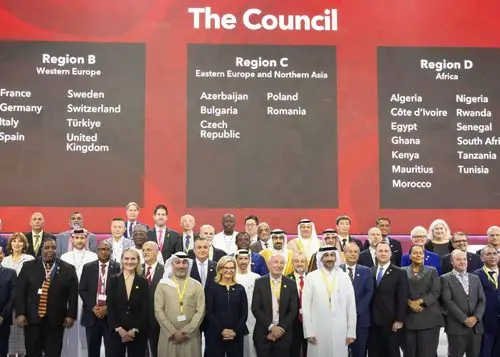 The Council
Region B
Western Europe
France
Germany
Italy
Spain
Sweden
Switzerland
Türkiye
United
Kingdom
Region C
Eastern Europe and Northern Asia
Azerbaijan
Bulgaria
Czech
Republic
Poland
Romania
Region D
Africa
Algeria
Côte d'Ivoire
Egypt
Ghana
Kenya
Mauritius
Morocco
Nigeria
Rwanda
Senegal
South Afri
Tanzania
Tunisia